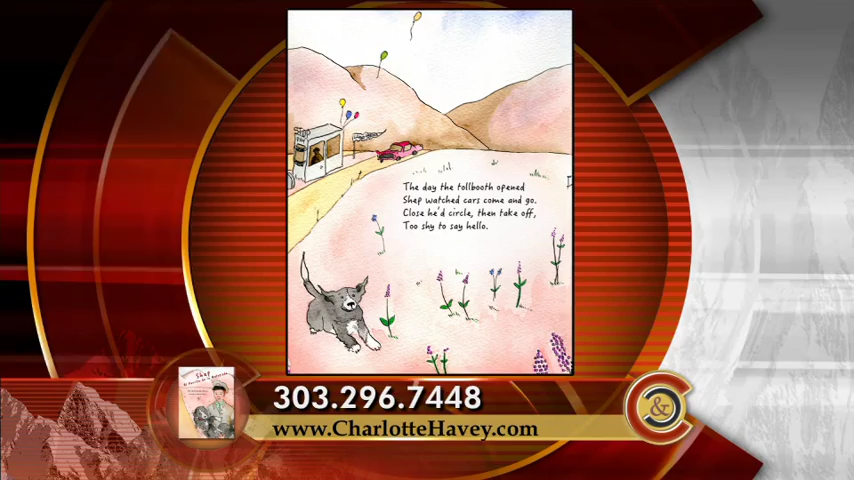 The day the tollbooth opened
Shep watched cars come and go.
Close he'd circle, then take off,
Too shy to say hello.
Shep
303.296.7448
www.CharlotteHavey.com
&